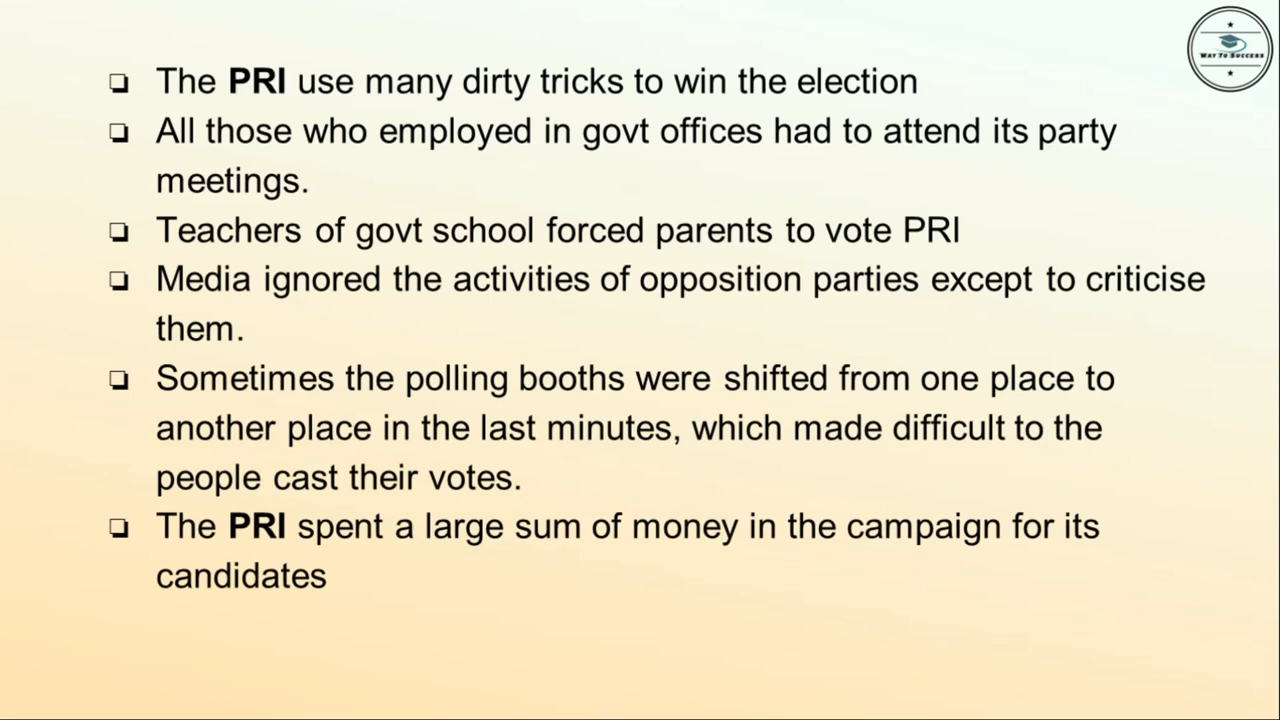 WAY TO SUCCESS
❏ The PRI use many dirty tricks to win the election
❏ All those who employed in govt offices had to attend its party
meetings.
❏ Teachers of govt school forced parents to vote PRI
❏ Media ignored the activities of opposition parties except to criticise
them.
❏ Sometimes the polling booths were shifted from one place to
another place in the last minutes, which made difficult to the
people cast their votes.
❏ The PRI spent a large sum of money in the campaign for its
candidates